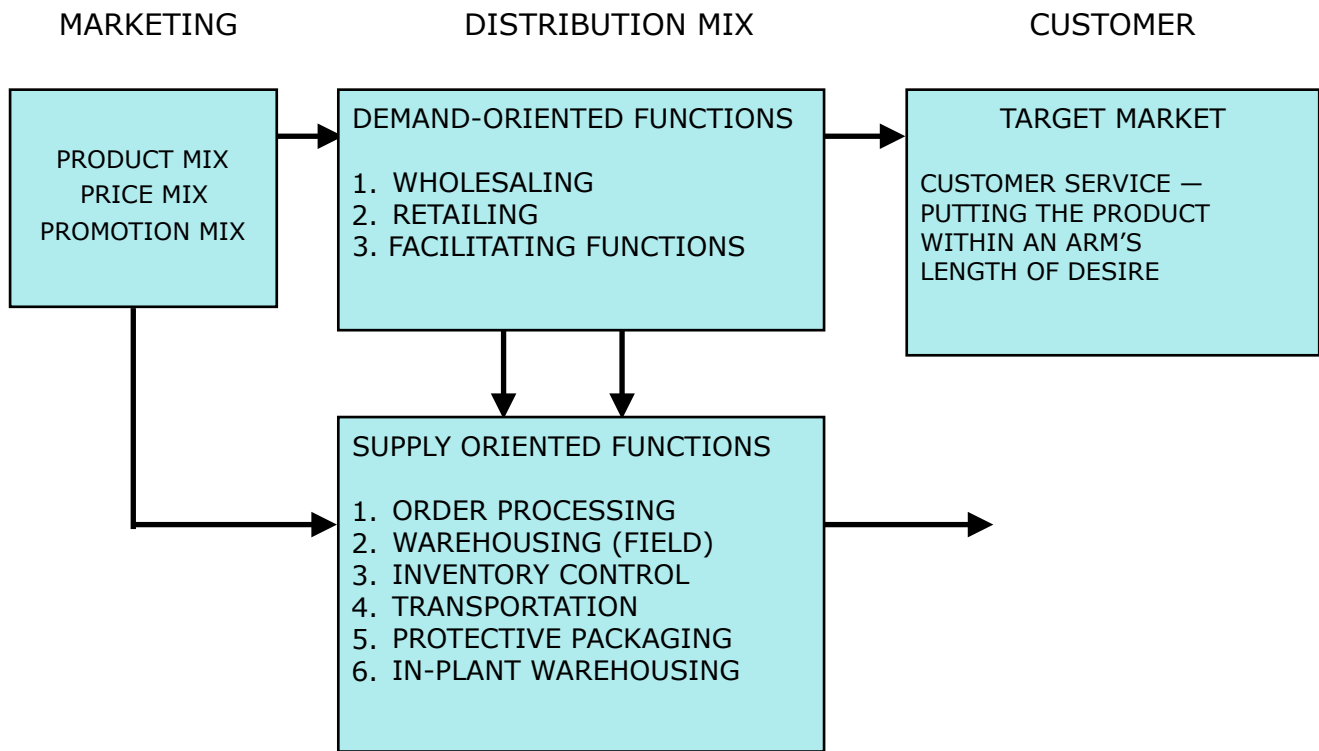 MARKETING
DISTRIBUTION MIX
CUSTOMER
PRODUCT MIX
PRICE MIX
PROMOTION MIX
DEMAND-ORIENTED FUNCTIONS
1. WHOLESALING
2. RETAILING
3. FACILITATING FUNCTIONS
TARGET MARKET
CUSTOMER SERVICE —
PUTTING THE PRODUCT
WITHIN AN ARM’S
LENGTH OF DESIRE
SUPPLY ORIENTED FUNCTIONS
1. ORDER PROCESSING
2. WAREHOUSING (FIELD)
3. INVENTORY CONTROL
4. TRANSPORTATION
5. PROTECTIVE PACKAGING
6. IN-PLANT WAREHOUSING